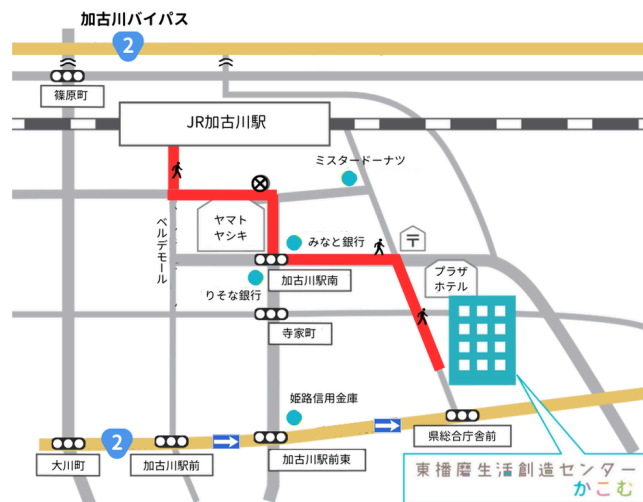 加古川バイパス
2
篠原町
JR加古川駅
ミスタードーナツ
ヤマト
ヤシキ
ベルデモール
みなと銀行
〒
加古川駅南
プラザ
ホテル
りそな銀行
寺家町
姫路信用金庫
大川町
2
加古川駅前
加古川駅前東
県総合庁舎前
東播磨生活創造センター
かこむ